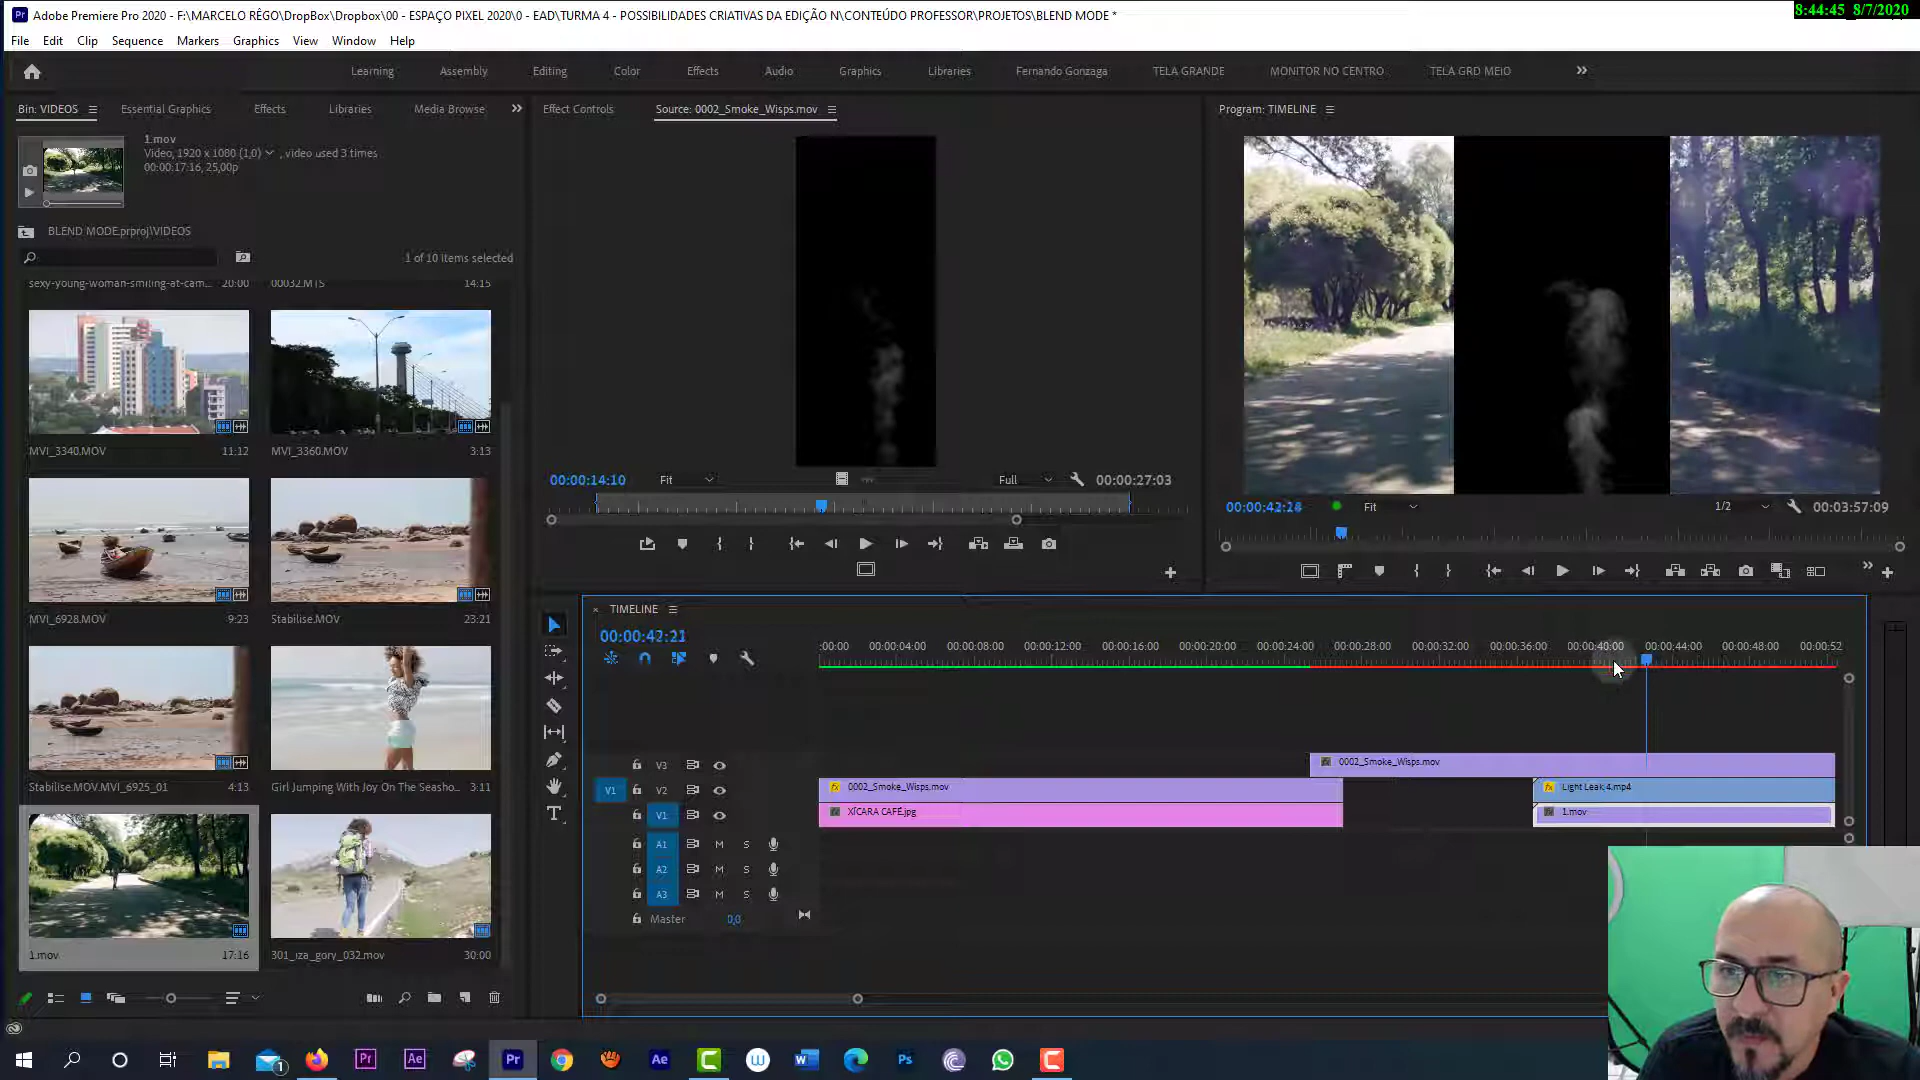 Adobe Premiere Pro 2020 - F:\MARCELO RÊGO\DropBox\Dropbox\00 - ESPAÇO PIXEL 2020\0 - EAD\TURMA 4 - POSSIBILIDADES CRIATIVAS DA EDIÇÃO N\CONTEÚDO PROFESSOR\PROJETOS\BLEND MODE *
8:44:45 8/7/2020
File Edit Clip Sequence Markers Graphics View Window Help
Learning Assembly Editing Color Effects Audio Graphics Libraries Fernando Gonzaga TELA GRANDE MONITOR NO CENTRO TELA GRD MEIO
Bin: VIDEOS Essential Graphics Effects Libraries Media Browse
Effect Controls Source: 0002_Smoke_Wisps.mov
Program: TIMELINE
1.mov
Video, 1920 x 1080 (1,0) , video used 3 times
00:00:17:16, 25,00p
BLEND MODE.prproj\VIDEOS
1 of 10 items selected
sexy-young-woman-smiling-at-cam... 20:00 00032.MTS 14:15
MVI_3340.MOV 11:12 MVI_3360.MOV 3:13
MVI_6928.MOV 9:23 Stabilise.MOV 23:21
Stabilise.MOV.MVI_6925_01 4:13 Girl Jumping With Joy On The Seasho... 3:11
1.mov 17:16 301_iza_gory_032.mov 30:00
00:00:14:10 Fit Full 00:00:27:03
Fit 1/2 00:03:57:09
TIMELINE
00:00:42:21
:00:00 00:00:04:00 00:00:08:00 00:00:12:00 00:00:16:00 00:00:20:00 00:00:24:00 00:00:28:00 00:00:32:00 00:00:36:00 00:00:40:00 00:00:44:00 00:00:48:00 00:00:52
V3 0002_Smoke_Wisps.mov
V1 V2 0002_Smoke_Wisps.mov Light Leak 4.mp4
V1 XÍCARA CAFÉ.jpg 1.mov
A1 M S
A2 M S
A3 M S
Master 0,0